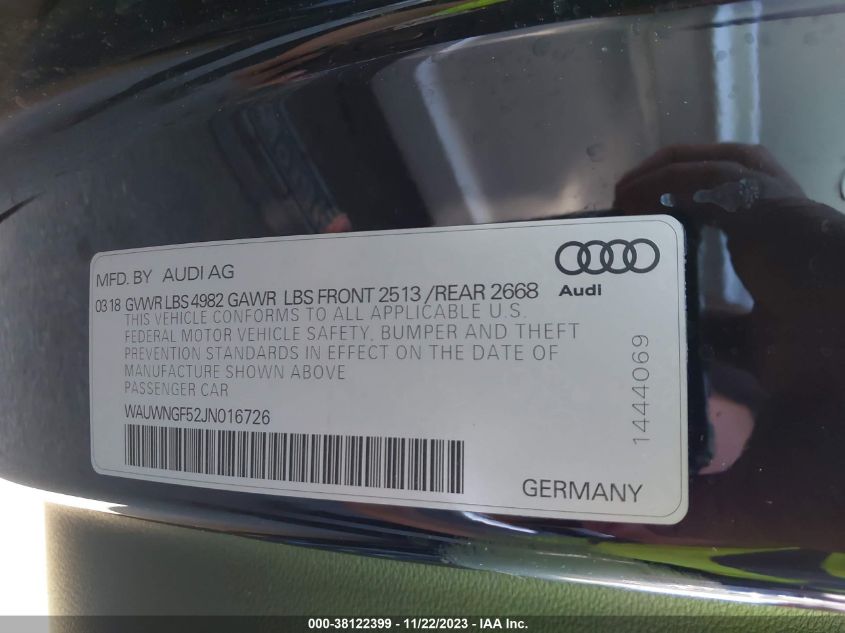 MFD. BY AUDI AG
Audi
0318 GVWR LBS 4982 GAWR LBS FRONT 2513 /REAR 2668
THIS VEHICLE CONFORMS TO ALL APPLICABLE U.S.
FEDERAL MOTOR VEHICLE SAFETY, BUMPER AND THEFT
PREVENTION STANDARDS IN EFFECT ON THE DATE OF
MANUFACTURE SHOWN ABOVE
PASSENGER CAR
WAUWNGF52JN016726
1444069
GERMANY
000-38122399 - 11/22/2023 - IAA Inc.